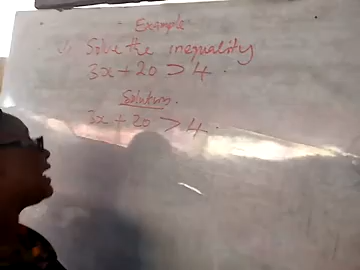 Example
1. Solve the inequality
3x + 20 > 4.
Solution.
3x + 20 > 4.